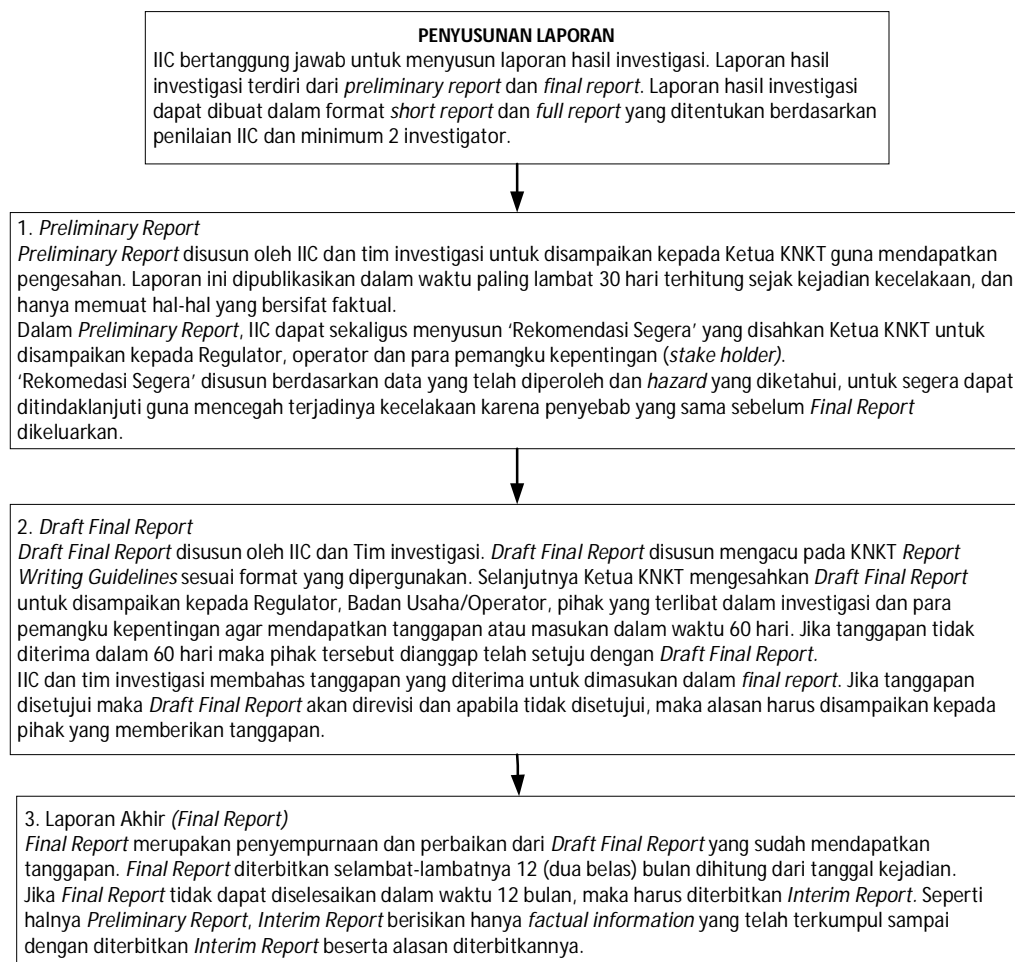 PENYUSUNAN LAPORAN
IIC bertanggung jawab untuk menyusun laporan hasil investigasi. Laporan hasil
investigasi terdiri dari preliminary report dan final report. Laporan hasil investigasi
dapat dibuat dalam format short report dan full report yang ditentukan berdasarkan
penilaian IIC dan minimum 2 investigator.
1. Preliminary Report
Preliminary Report disusun oleh IIC dan tim investigasi untuk disampaikan kepada Ketua KNKT guna mendapatkan
pengesahan. Laporan ini dipublikasikan dalam waktu paling lambat 30 hari terhitung sejak kejadian kecelakaan, dan
hanya memuat hal-hal yang bersifat faktual.
Dalam Preliminary Report, IIC dapat sekaligus menyusun ‘Rekomendasi Segera’ yang disahkan Ketua KNKT untuk
disampaikan kepada Regulator, operator dan para pemangku kepentingan (stake holder).
‘Rekomedasi Segera’ disusun berdasarkan data yang telah diperoleh dan hazard yang diketahui, untuk segera dapat
ditindaklanjuti guna mencegah terjadinya kecelakaan karena penyebab yang sama sebelum Final Report
dikeluarkan.
2. Draft Final Report
Draft Final Report disusun oleh IIC dan Tim investigasi. Draft Final Report disusun mengacu pada KNKT Report
Writing Guidelines sesuai format yang dipergunakan. Selanjutnya Ketua KNKT mengesahkan Draft Final Report
untuk disampaikan kepada Regulator, Badan Usaha/Operator, pihak yang terlibat dalam investigasi dan para
pemangku kepentingan agar mendapatkan tanggapan atau masukan dalam waktu 60 hari. Jika tanggapan tidak
diterima dalam 60 hari maka pihak tersebut dianggap telah setuju dengan Draft Final Report.
IIC dan tim investigasi membahas tanggapan yang diterima untuk dimasukan dalam final report. Jika tanggapan
disetujui maka Draft Final Report akan direvisi dan apabila tidak disetujui, maka alasan harus disampaikan kepada
pihak yang memberikan tanggapan.
3. Laporan Akhir (Final Report)
Final Report merupakan penyempurnaan dan perbaikan dari Draft Final Report yang sudah mendapatkan
tanggapan. Final Report diterbitkan selambat-lambatnya 12 (dua belas) bulan dihitung dari tanggal kejadian.
Jika Final Report tidak dapat diselesaikan dalam waktu 12 bulan, maka harus diterbitkan Interim Report. Seperti
halnya Preliminary Report, Interim Report berisikan hanya factual information yang telah terkumpul sampai
dengan diterbitkan Interim Report beserta alasan diterbitkannya.